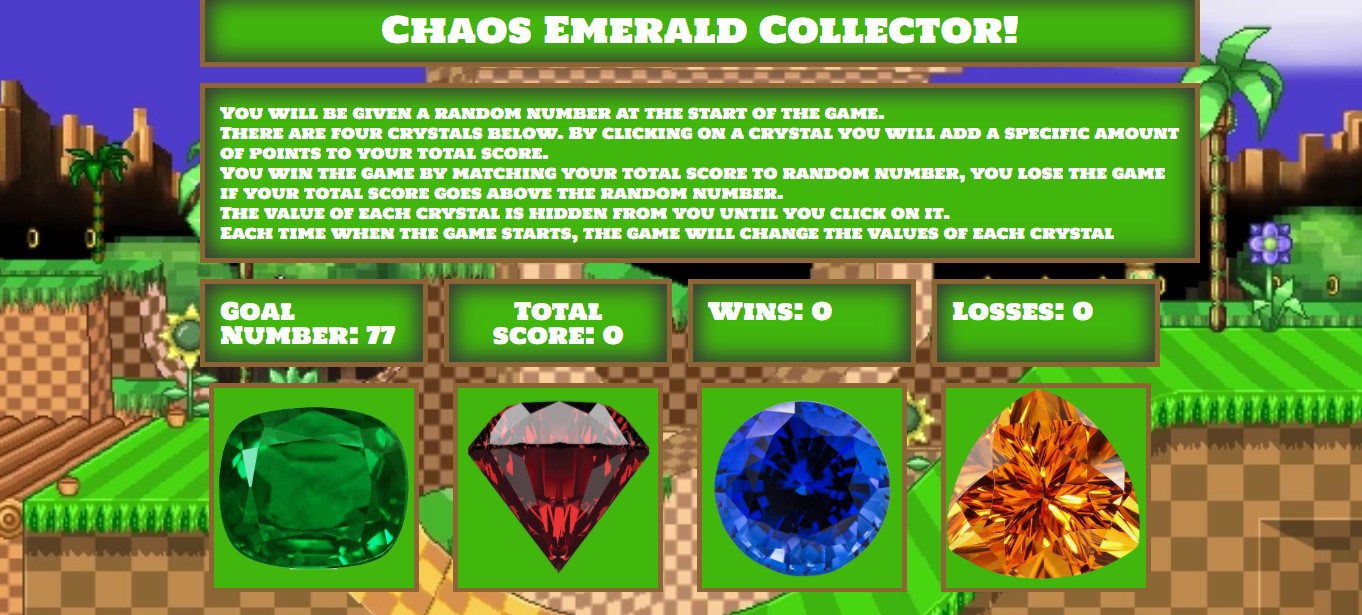 Chaos Emerald Collector!
You will be given a random number at the start of the game.
There are four crystals below. By clicking on a crystal you will add a specific amount
of points to your total score.
You win the game by matching your total score to random number, you lose the game
if your total score goes above the random number.
The value of each crystal is hidden from you until you click on it.
Each time when the game starts, the game will change the values of each crystal
Goal
Number: 77
Total
score: 0
Wins: 0
Losses: 0